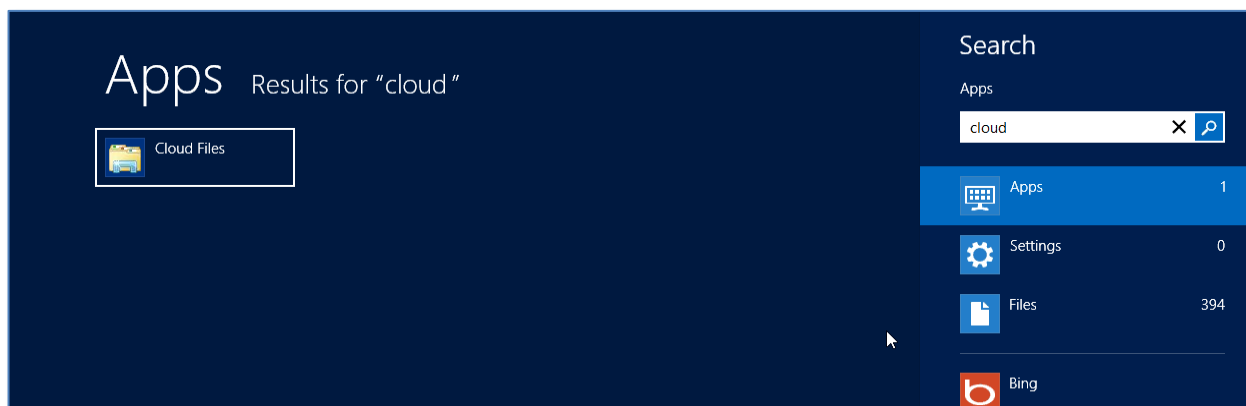 Apps Results for “cloud”
Cloud Files
Search
Apps
cloud
Apps 1
Settings 0
Files 394
Bing